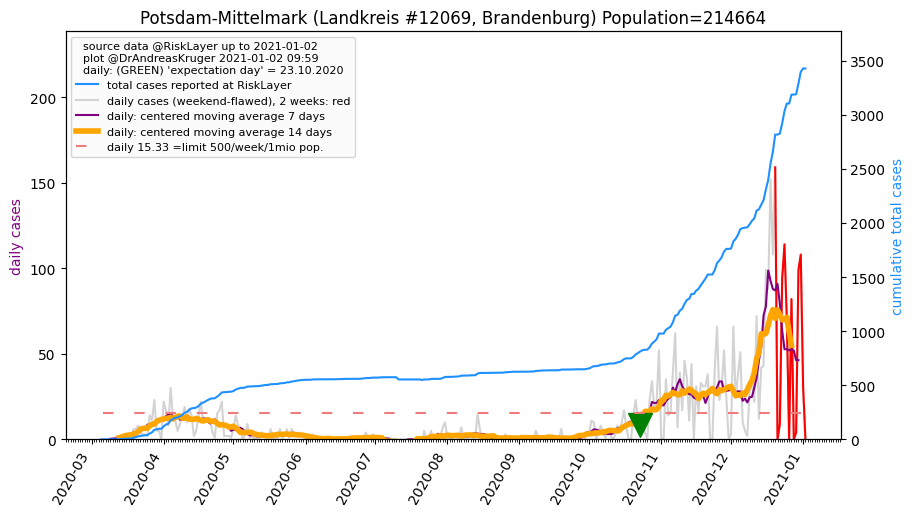 Potsdam-Mittelmark (Landkreis #12069, Brandenburg) Population=214664
source data @RiskLayer up to 2021-01-02
plot @DrAndreasKruger 2021-01-02 09:59
daily: (GREEN) 'expectation day' = 23.10.2020
total cases reported at RiskLayer
daily cases (weekend-flawed), 2 weeks: red
daily: centered moving average 7 days
daily: centered moving average 14 days
daily 15.33 =limit 500/week/1mio pop.
daily cases
200
150
100
50
0
cumulative total cases
3500
3000
2500
2000
1500
1000
500
0
2020-03
2020-04
2020-05
2020-06
2020-07
2020-08
2020-09
2020-10
2020-11
2020-12
2021-01